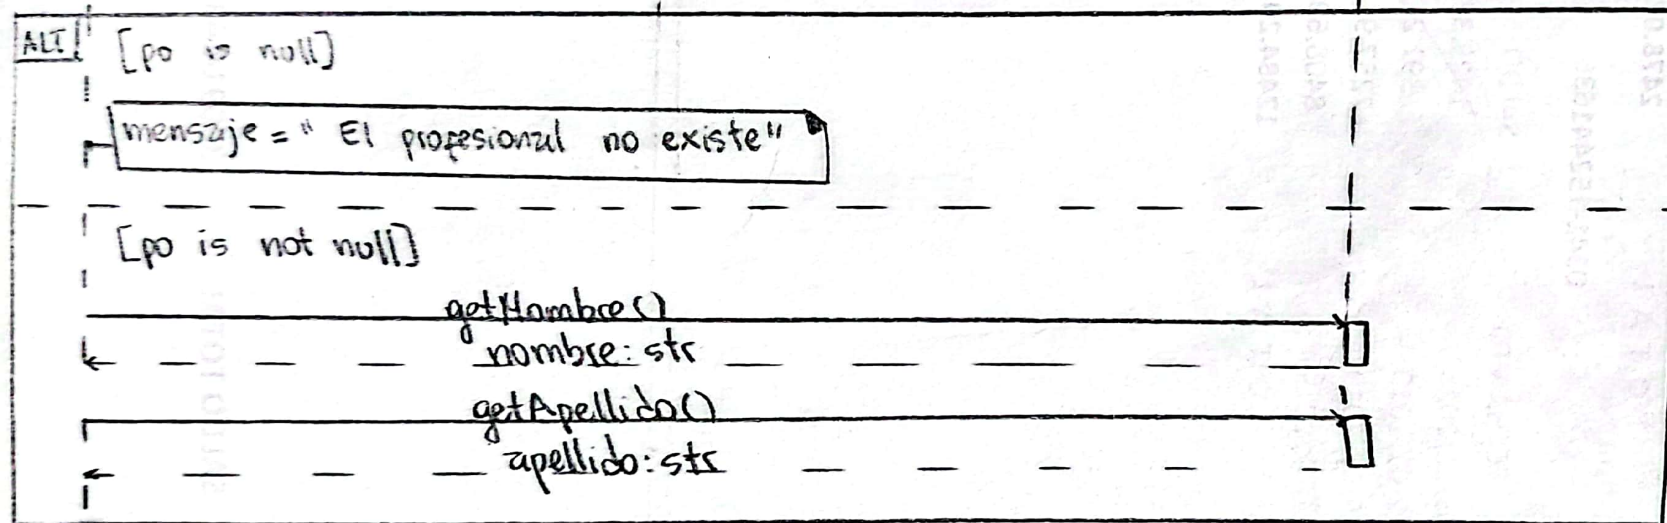 ALT
[po is null]
mensaje = " El profesional no existe"
[po is not null]
getNombre()
nombre: str
getApellido()
apellido: str